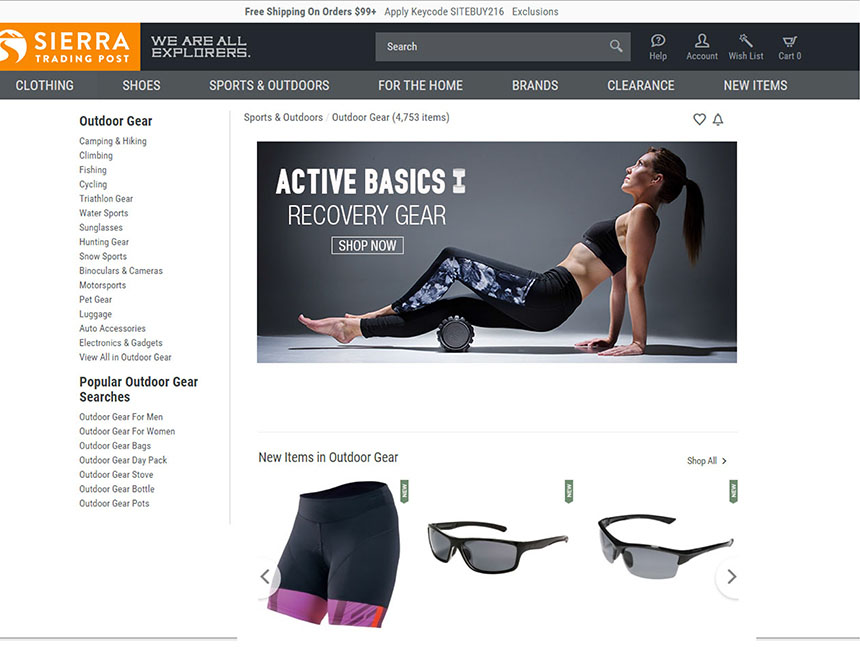 Free Shipping On Orders $99+ Apply Keycode SITEBUY216 Exclusions
SIERRA
TRADING POST
WE ARE ALL
EXPLORERS.
Search
Help
Account
Wish List
Cart 0
CLOTHING SHOES SPORTS & OUTDOORS FOR THE HOME BRANDS CLEARANCE NEW ITEMS
Outdoor Gear
Camping & Hiking
Climbing
Fishing
Cycling
Triathlon Gear
Water Sports
Sunglasses
Hunting Gear
Snow Sports
Binoculars & Cameras
Motorsports
Pet Gear
Luggage
Auto Accessories
Electronics & Gadgets
View All in Outdoor Gear
Popular Outdoor Gear
Searches
Outdoor Gear For Men
Outdoor Gear For Women
Outdoor Gear Bags
Outdoor Gear Day Pack
Outdoor Gear Stove
Outdoor Gear Bottle
Outdoor Gear Pots
Sports & Outdoors / Outdoor Gear (4,753 items)
ACTIVE BASICS
RECOVERY GEAR
SHOP NOW
New Items in Outdoor Gear
Shop All >
NEW
NEW
NEW